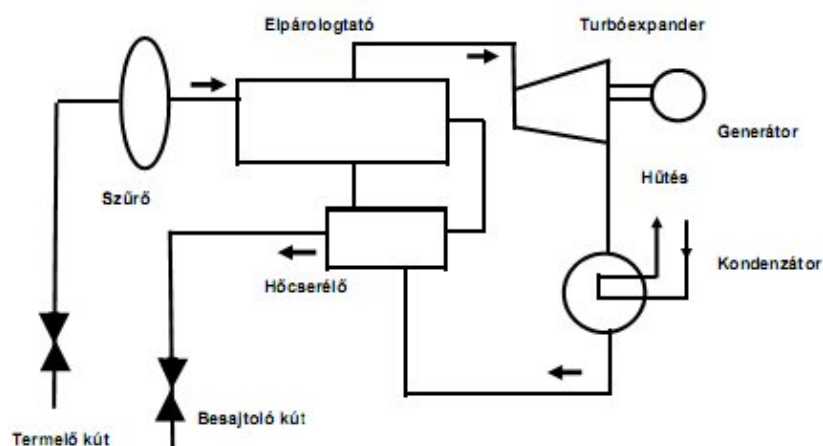 Elpárologtató
Turbóexpander
Generátor
Szűrő
Hűtés
Kondenzátor
Hőcserélő
Besajtoló kút
Termelő kút